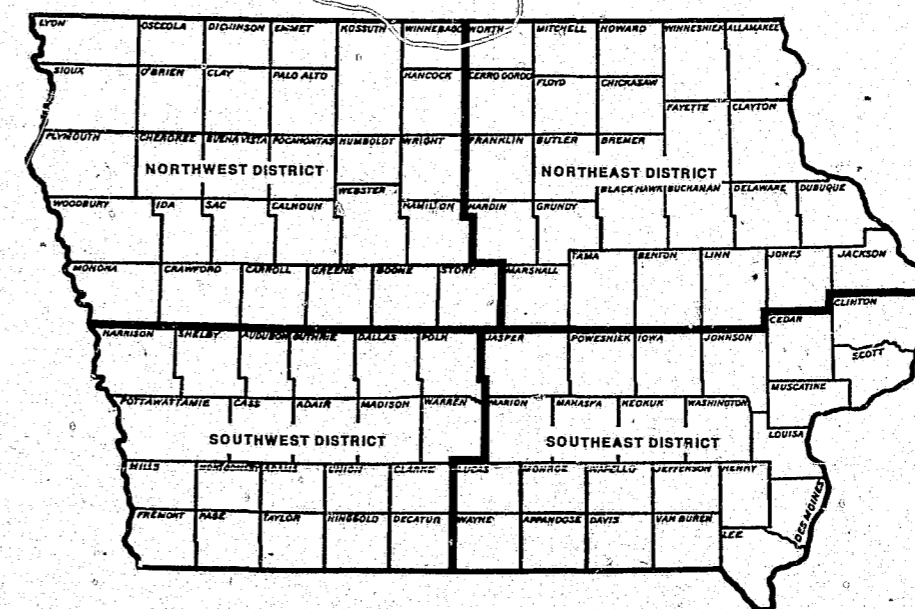 LYON OSCEOLA DICKINSON EMMET KOSSUTH WINNEBAGO WORTH MITCHELL HOWARD WINNESHIEK ALLAMAKEE
SIOUX O'BRIEN CLAY PALO ALTO HANCOCK CERRO GORDO FLOYD CHICKASAW
FAYETTE CLAYTON
PLYMOUTH CHEROKEE BUENA VISTA POCAHONTAS HUMBOLDT WRIGHT FRANKLIN BUTLER BREMER
NORTHWEST DISTRICT NORTHEAST DISTRICT
WEBSTER BLACK HAWK BUCHANAN DELAWARE DUBUQUE
WOODBURY IDA SAC CALHOUN HAMILTON HARDIN GRUNDY
TAMA BENTON LINN JONES JACKSON
MONONA CRAWFORD CARROLL GREENE BOONE STORY MARSHALL
CLINTON
CEDAR
HARRISON SHELBY AUDUBON GUTHRIE DALLAS POLK JASPER POWESHIEK IOWA JOHNSON
SCOTT
MUSCATINE
POTTAWATTAMIE CASS ADAIR MADISON WARREN MARION MAHASKA KEOKUK WASHINGTON
LOUISA
SOUTHWEST DISTRICT SOUTHEAST DISTRICT
MILLS MONTGOMERY ADAMS UNION CLARKE LUCAS MONROE WAPELLO JEFFERSON HENRY
DES MOINES
FREMONT PAGE TAYLOR RINGGOLD DECATUR WAYNE APPANOOSE DAVIS VAN BUREN
LEE